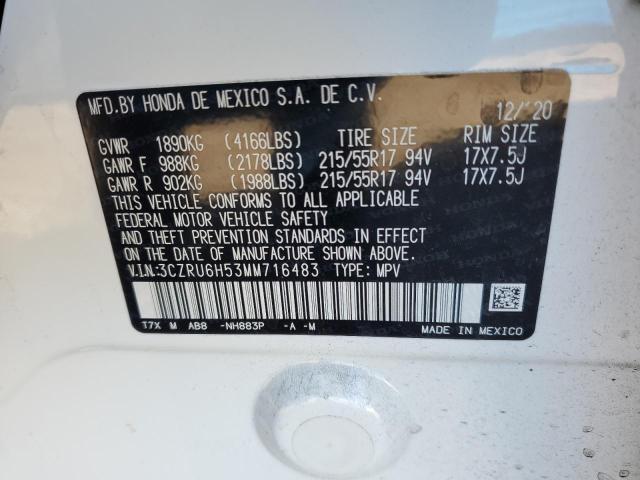 MFD.BY HONDA DE MEXICO S.A. DE C.V.
12/'20
GVWR 1890KG (4166LBS) TIRE SIZE RIM SIZE
GAWR F 988KG (2178LBS) 215/55R17 94V 17X7.5J
GAWR R 902KG (1988LBS) 215/55R17 94V 17X7.5J
THIS VEHICLE CONFORMS TO ALL APPLICABLE
FEDERAL MOTOR VEHICLE SAFETY
AND THEFT PREVENTION STANDARDS IN EFFECT
ON THE DATE OF MANUFACTURE SHOWN ABOVE.
V.I.N:3CZRU6H53MM716483 TYPE: MPV
T7X M AB8 -NH883P -A -M
MADE IN MEXICO